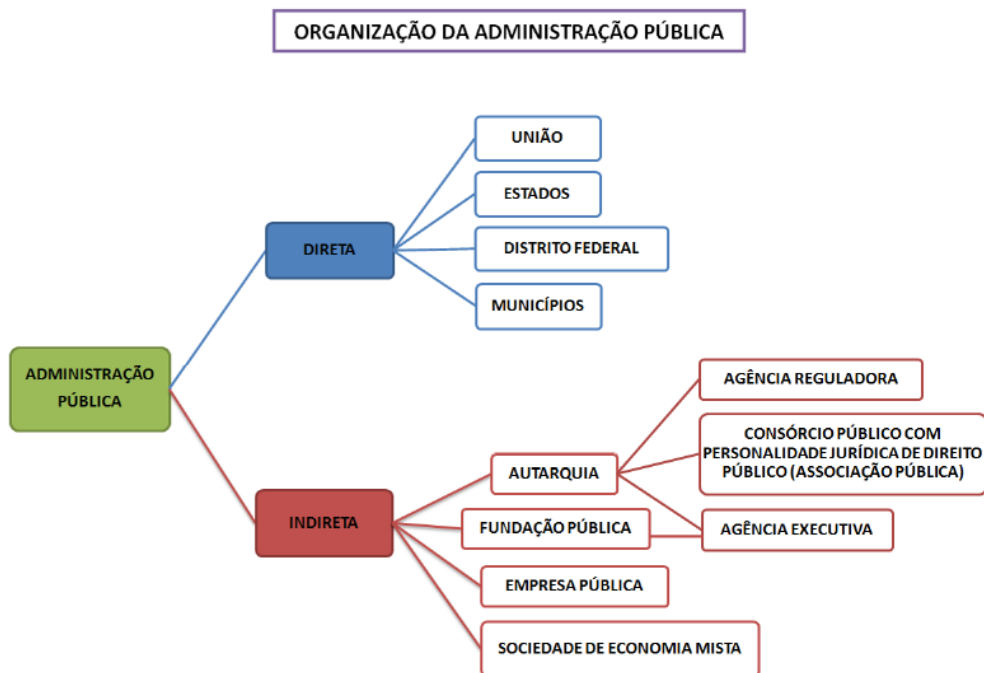 ORGANIZAÇÃO DA ADMINISTRAÇÃO PÚBLICA
UNIÃO
ESTADOS
DIRETA
DISTRITO FEDERAL
MUNICÍPIOS
ADMINISTRAÇÃO
PÚBLICA
AGÊNCIA REGULADORA
CONSÓRCIO PÚBLICO COM
PERSONALIDADE JURÍDICA DE DIREITO
PÚBLICO (ASSOCIAÇÃO PÚBLICA)
AUTARQUIA
INDIRETA
FUNDAÇÃO PÚBLICA
AGÊNCIA EXECUTIVA
EMPRESA PÚBLICA
SOCIEDADE DE ECONOMIA MISTA